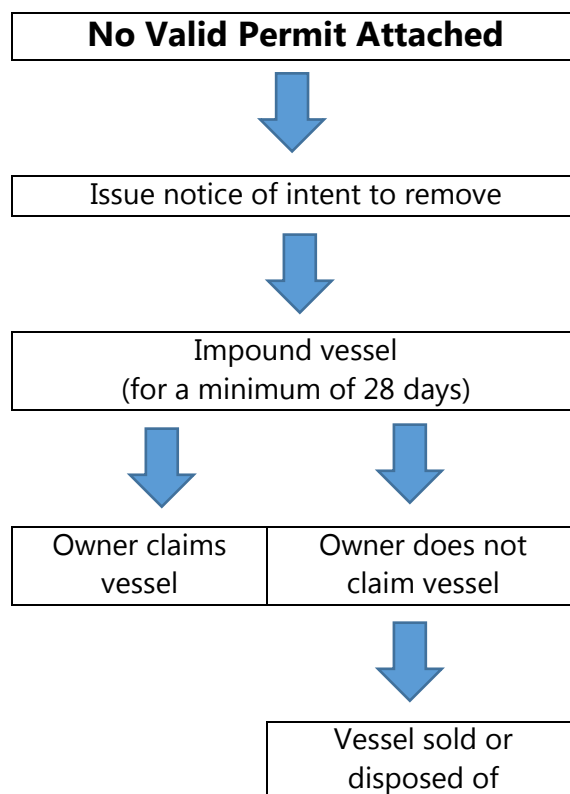 No Valid Permit Attached
Issue notice of intent to remove
Impound vessel
(for a minimum of 28 days)
Owner claims
vessel
Owner does not
claim vessel
Vessel sold or
disposed of